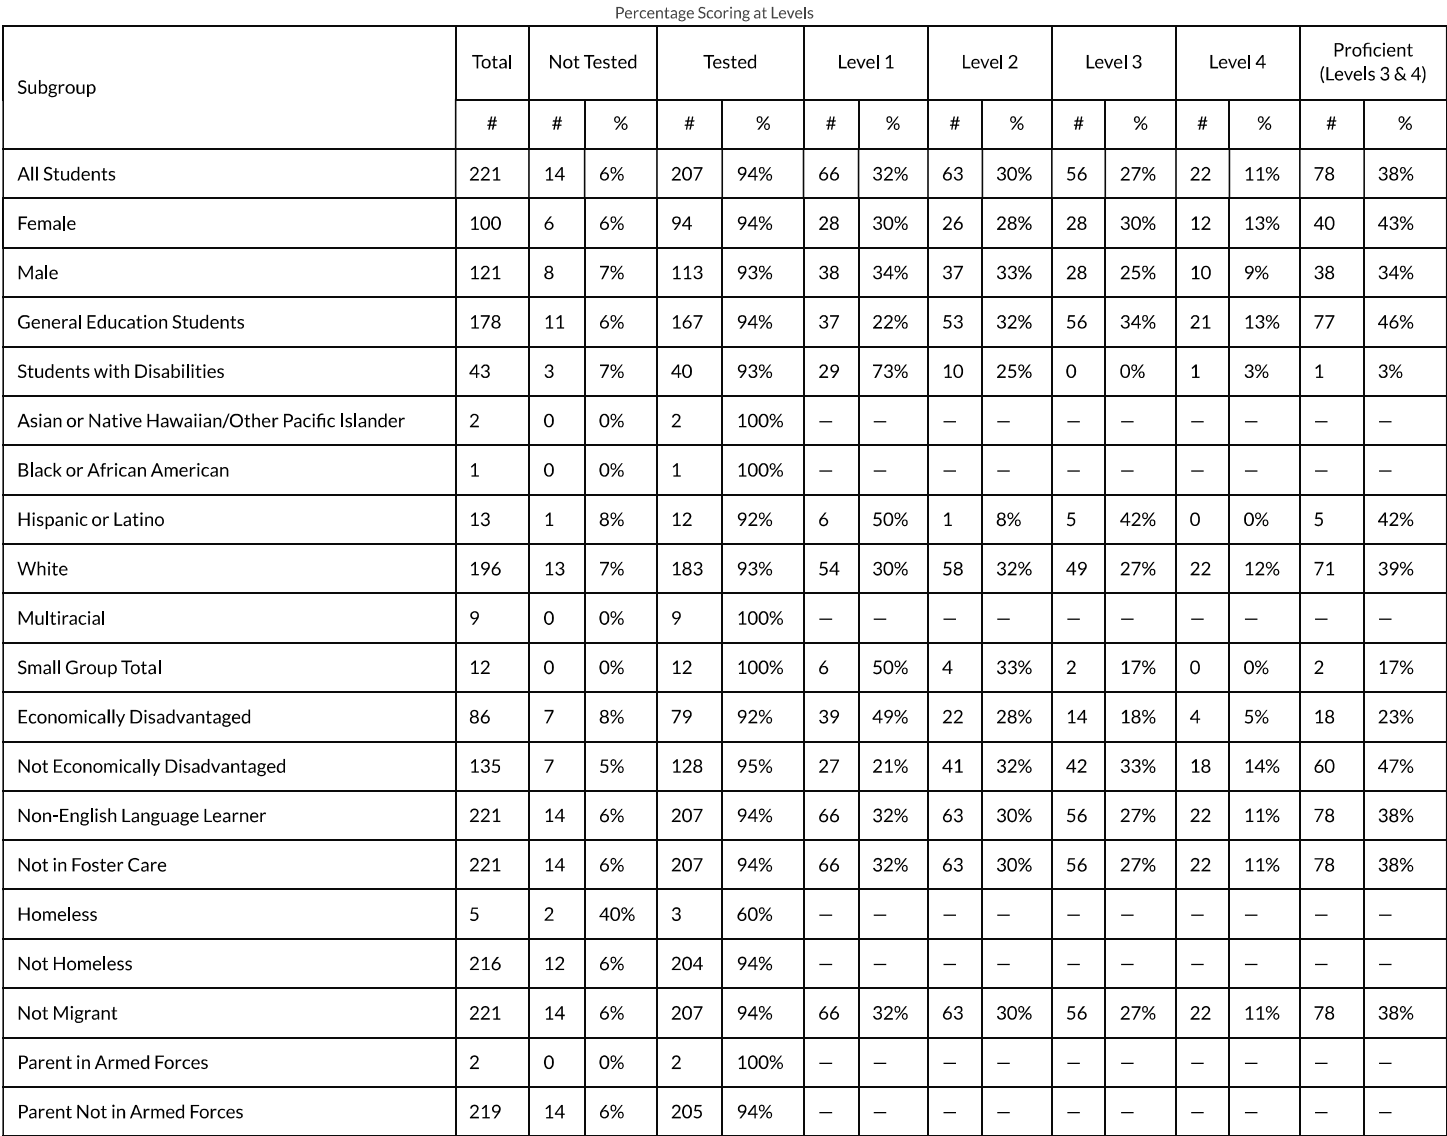 Percentage Scoring at Levels
Subgroup Total Not Tested Tested Level 1 Level 2 Level 3 Level 4 Proficient (Levels 3 & 4)
# # % # % # % # % # % # % # %
All Students 221 14 6% 207 94% 66 32% 63 30% 56 27% 22 11% 78 38%
Female 100 6 6% 94 94% 28 30% 26 28% 28 30% 12 13% 40 43%
Male 121 8 7% 113 93% 38 34% 37 33% 28 25% 10 9% 38 34%
General Education Students 178 11 6% 167 94% 37 22% 53 32% 56 34% 21 13% 77 46%
Students with Disabilities 43 3 7% 40 93% 29 73% 10 25% 0 0% 1 3% 1 3%
Asian or Native Hawaiian/Other Pacific Islander 2 0 0% 2 100% — — — — — — — — — —
Black or African American 1 0 0% 1 100% — — — — — — — — — —
Hispanic or Latino 13 1 8% 12 92% 6 50% 1 8% 5 42% 0 0% 5 42%
White 196 13 7% 183 93% 54 30% 58 32% 49 27% 22 12% 71 39%
Multiracial 9 0 0% 9 100% — — — — — — — — — —
Small Group Total 12 0 0% 12 100% 6 50% 4 33% 2 17% 0 0% 2 17%
Economically Disadvantaged 86 7 8% 79 92% 39 49% 22 28% 14 18% 4 5% 18 23%
Not Economically Disadvantaged 135 7 5% 128 95% 27 21% 41 32% 42 33% 18 14% 60 47%
Non-English Language Learner 221 14 6% 207 94% 66 32% 63 30% 56 27% 22 11% 78 38%
Not in Foster Care 221 14 6% 207 94% 66 32% 63 30% 56 27% 22 11% 78 38%
Homeless 5 2 40% 3 60% — — — — — — — — — —
Not Homeless 216 12 6% 204 94% — — — — — — — — — —
Not Migrant 221 14 6% 207 94% 66 32% 63 30% 56 27% 22 11% 78 38%
Parent in Armed Forces 2 0 0% 2 100% — — — — — — — — — —
Parent Not in Armed Forces 219 14 6% 205 94% — — — — — — — — — —